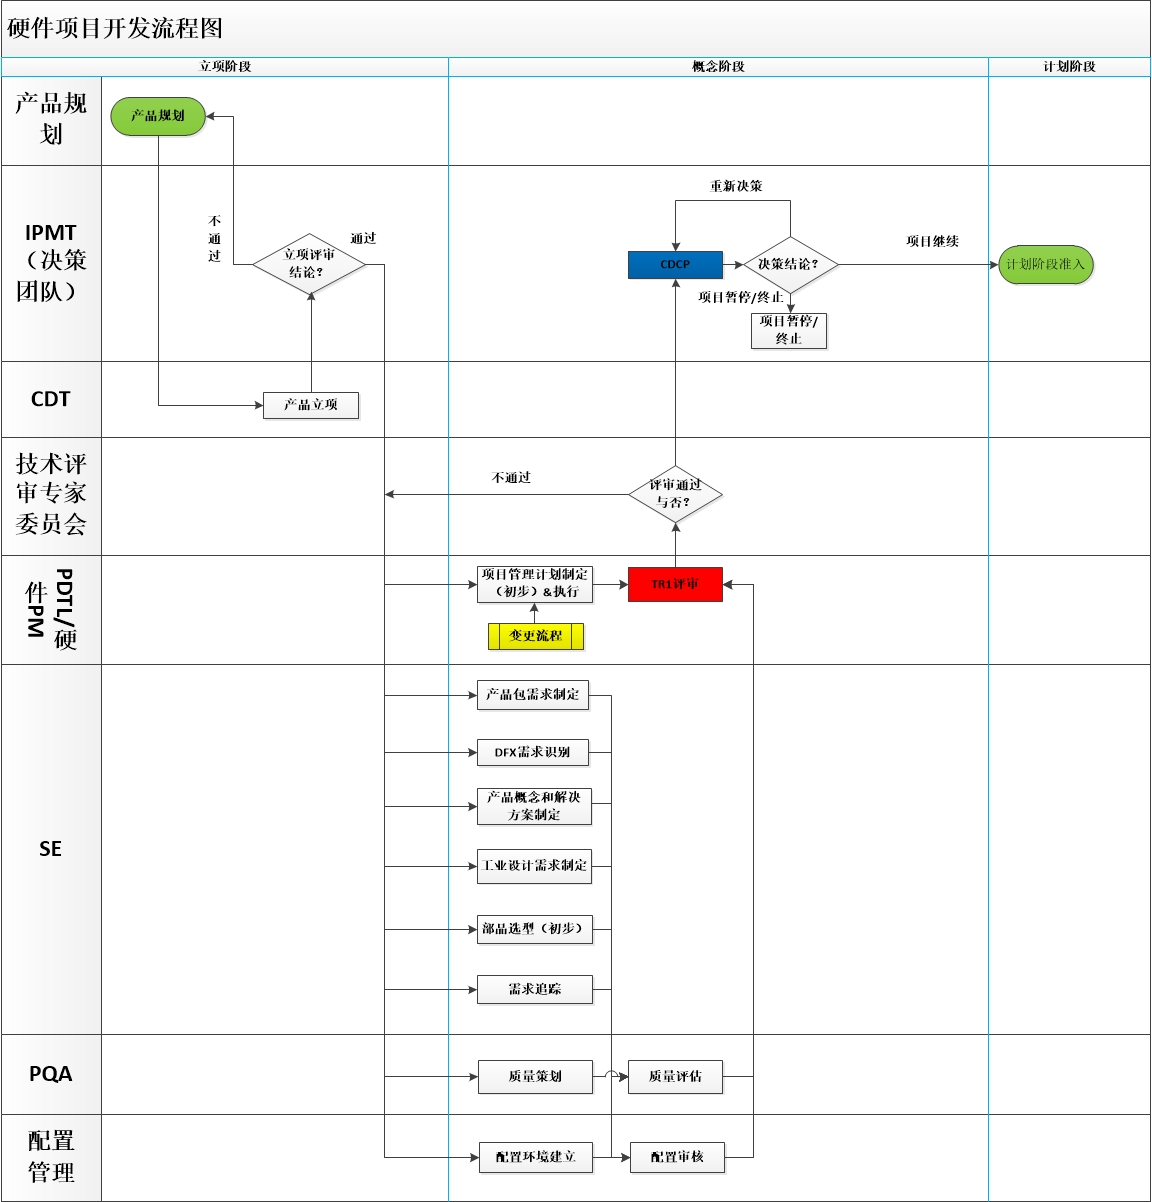 硬件项目开发流程图
立项阶段
概念阶段
计划阶段
产品规
划
产品规划
IPMT
（决策
团队）
不
通
过
立项评审
结论？
通过
重新决策
CDCP
决策结论？
项目继续
计划阶段准入
项目暂停/终止
项目暂停/
终止
CDT
产品立项
技术评
审专家
委员会
不通过
评审通过
与否？
PDTL/硬
件PM
项目管理计划制定
（初步）&执行
TR1评审
变更流程
SE
产品包需求制定
DFX需求识别
产品概念和解决
方案制定
工业设计需求制定
部品选型（初步）
需求追踪
PQA
质量策划
质量评估
配置
管理
配置环境建立
配置审核